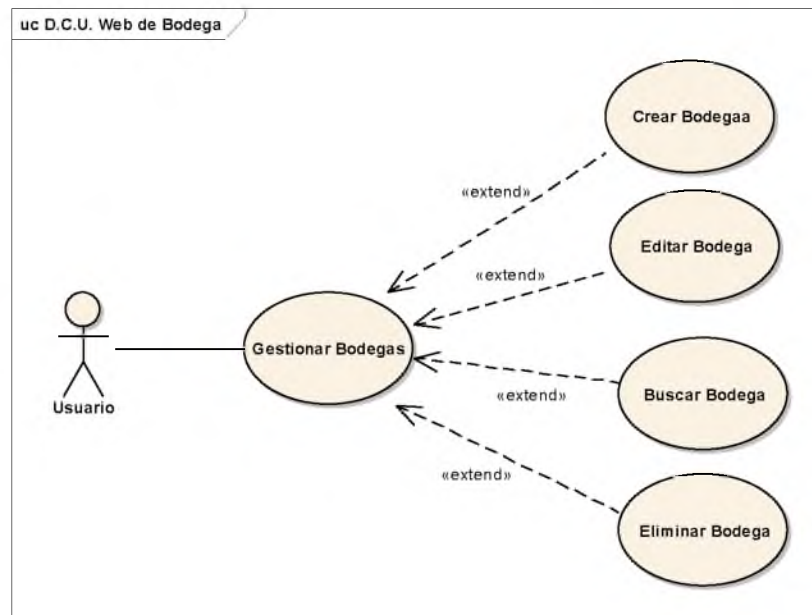 uc D.C.U. Web de Bodega
Crear Bodegaa
«extend»
Editar Bodega
«extend»
Gestionar Bodegas
Usuario
«extend»
Buscar Bodega
«extend»
Eliminar Bodega